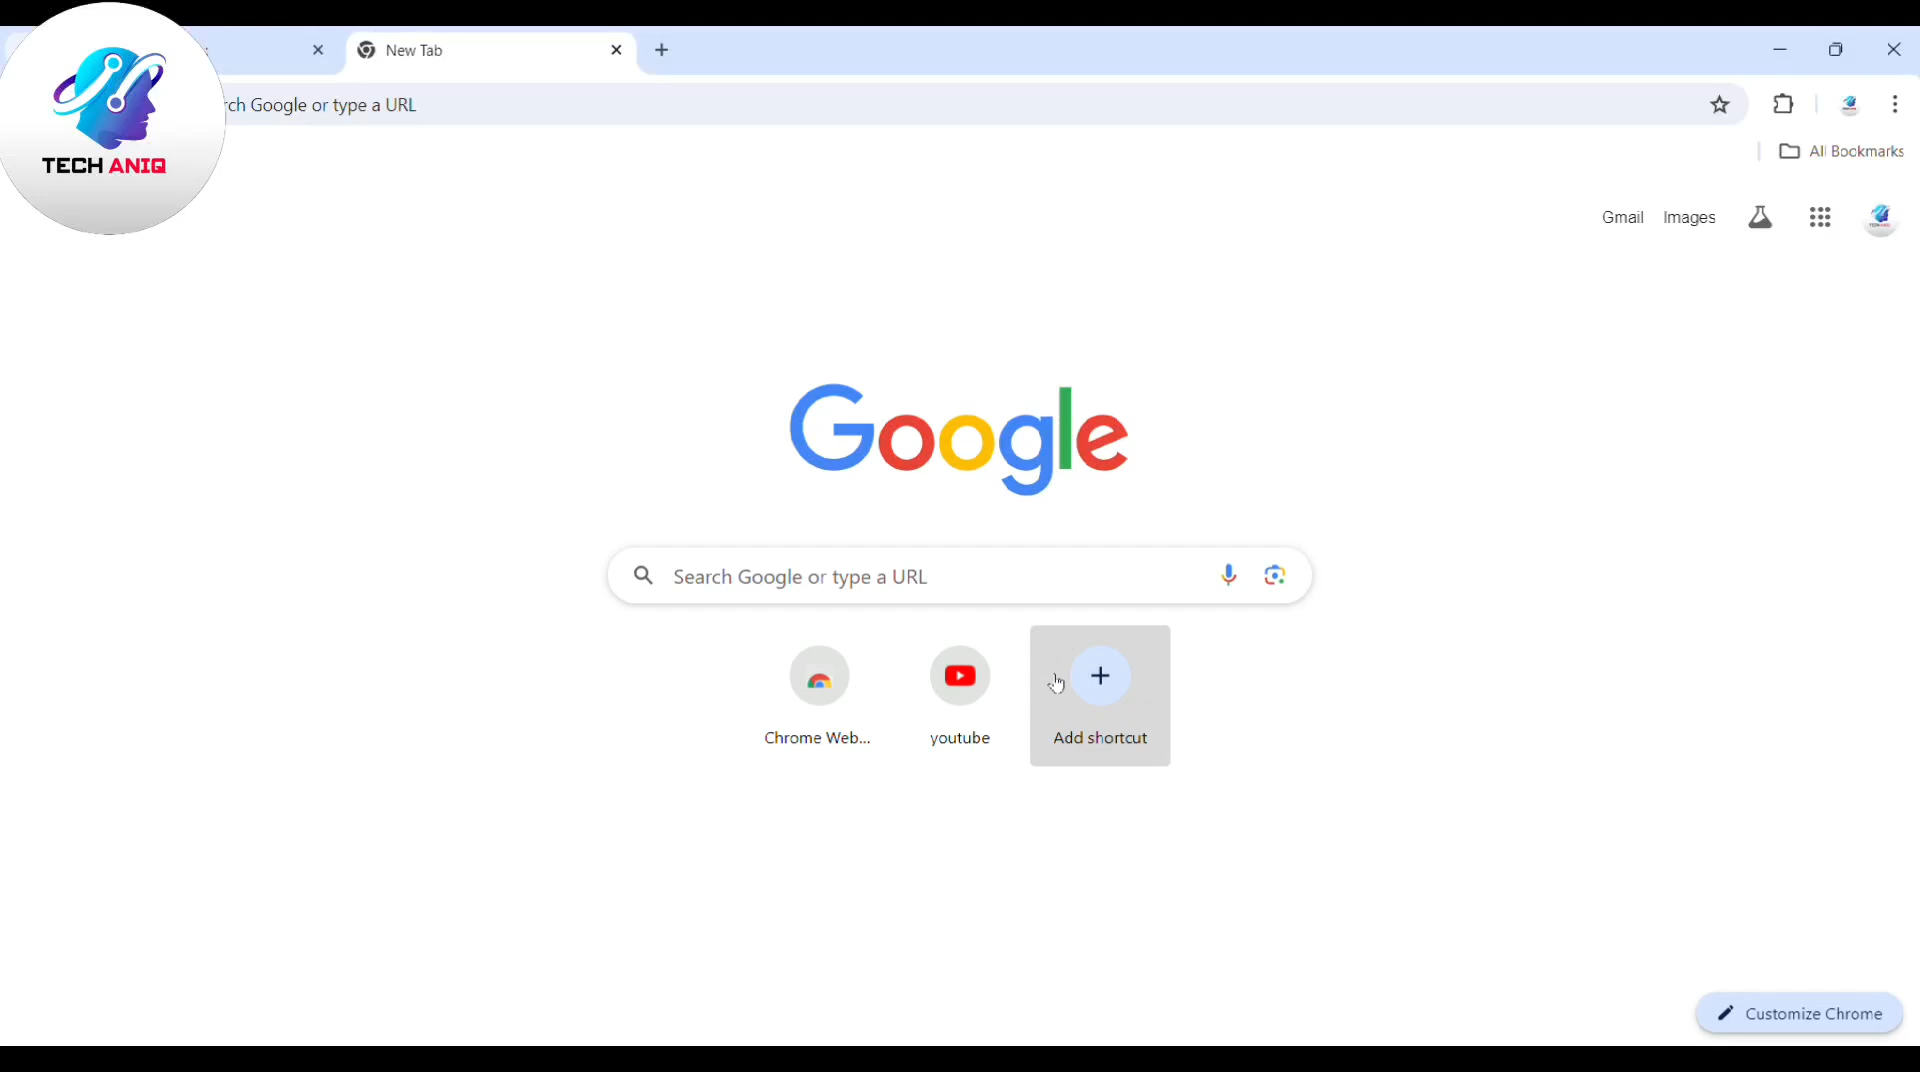 New Tab
rch Google or type a URL
TECH ANIQ
All Bookmarks
Gmail Images
Google
Search Google or type a URL
Chrome Web...
youtube
Add shortcut
Customize Chrome